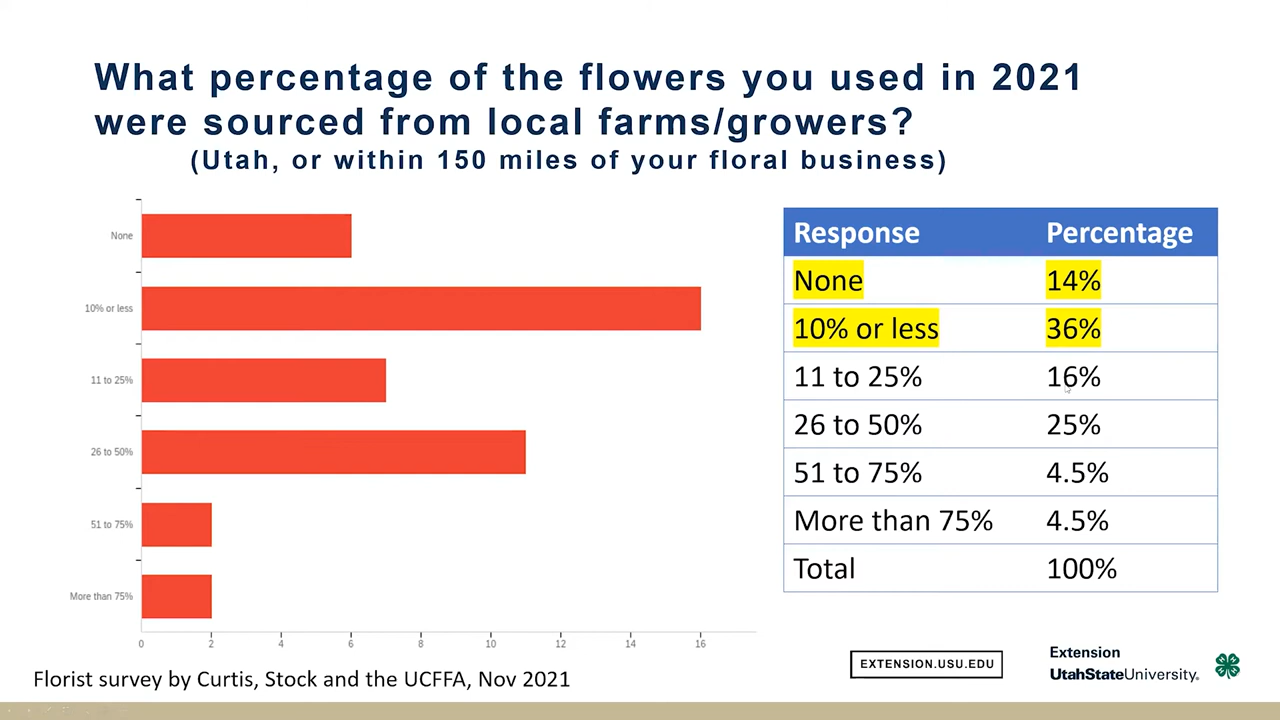 What percentage of the flowers you used in 2021
were sourced from local farms/growers?
(Utah, or within 150 miles of your floral business)
None
10% or less
11 to 25%
26 to 50%
51 to 75%
More than 75%
0 2 4 6 8 10 12 14 16
Response Percentage
None 14%
10% or less 36%
11 to 25% 16%
26 to 50% 25%
51 to 75% 4.5%
More than 75% 4.5%
Total 100%
Florist survey by Curtis, Stock and the UCFFA, Nov 2021
EXTENSION.USU.EDU
Extension
UtahStateUniversity.